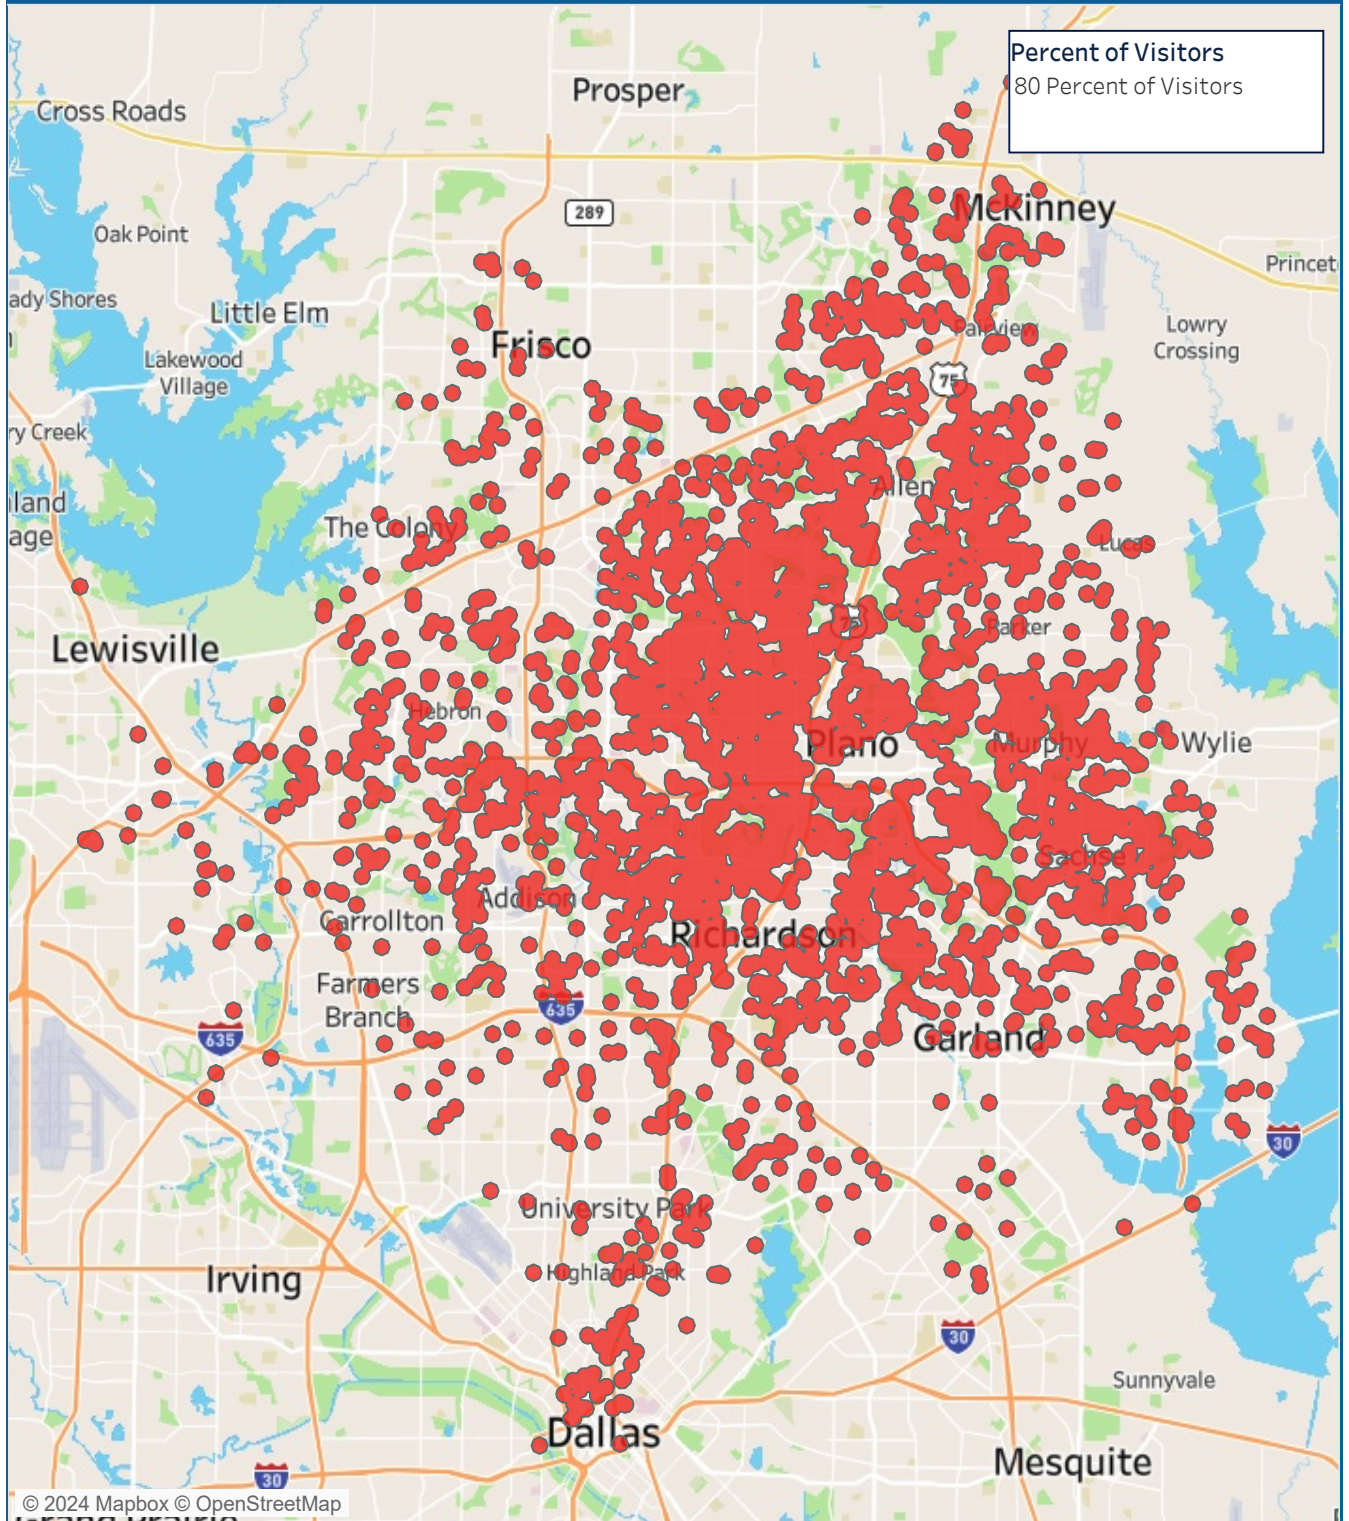 Percent of Visitors
80 Percent of Visitors
Prosper
Cross Roads
289
McKinney
Oak Point
Princet
ady Shores
Little Elm
Fairview
Lowry
Crossing
Frisco
Lakewood
Village
75
ry Creek
Allen
land
age
The Colony
Lucas
75
Parker
Lewisville
Hebron
Plano
Murphy
Wylie
Sachse
Addison
Carrollton
Richardson
Farmers
Branch
635
635
Garland
30
University Park
Highland Park
Irving
30
Sunnyvale
Dallas
Mesquite
30
© 2024 Mapbox © OpenStreetMap
Grand Prairie